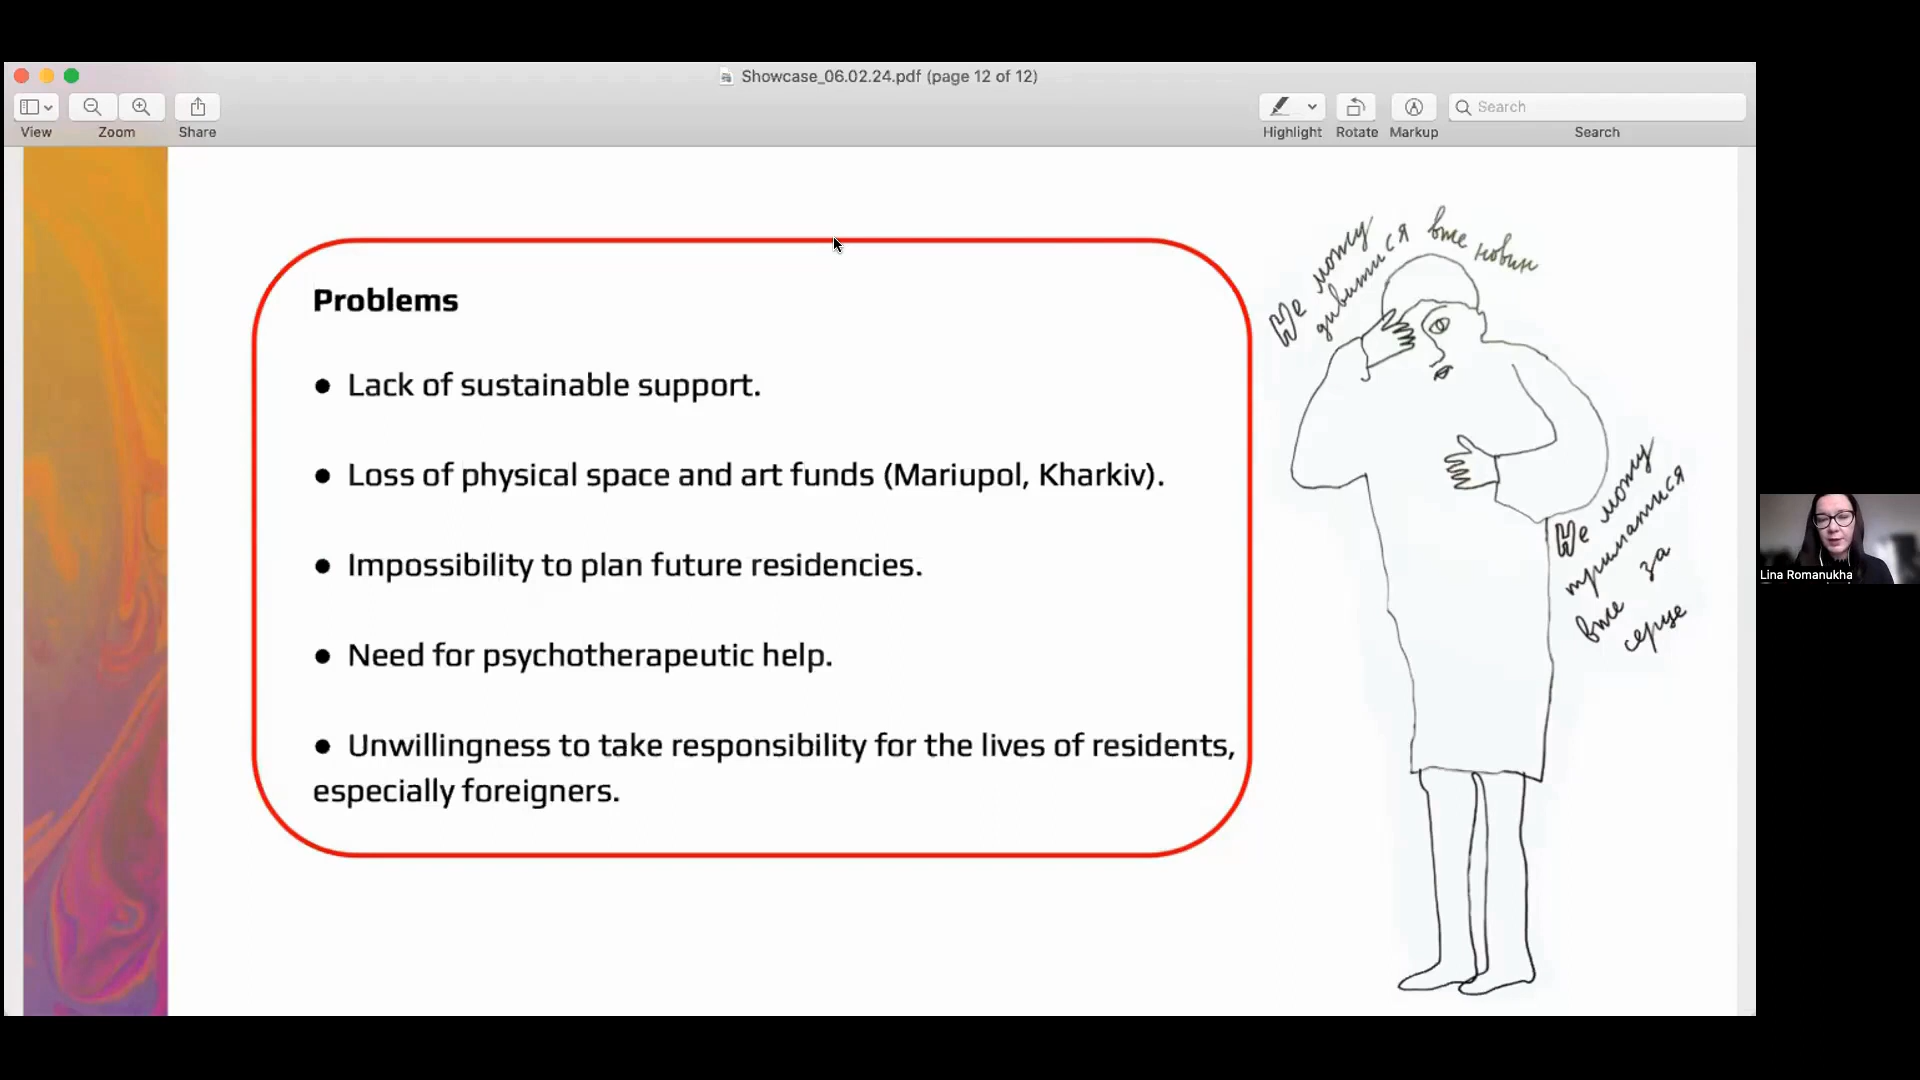 Showcase_06.02.24.pdf (page 12 of 12)
View
Zoom
Share
Highlight
Rotate
Markup
Search
Search
Problems
● Lack of sustainable support.
● Loss of physical space and art funds (Mariupol, Kharkiv).
● Impossibility to plan future residencies.
● Need for psychotherapeutic help.
● Unwillingness to take responsibility for the lives of residents,
especially foreigners.
Не можу
дивитися вже новин
Не можу
триматися
вже за
серце
Lina Romanukha